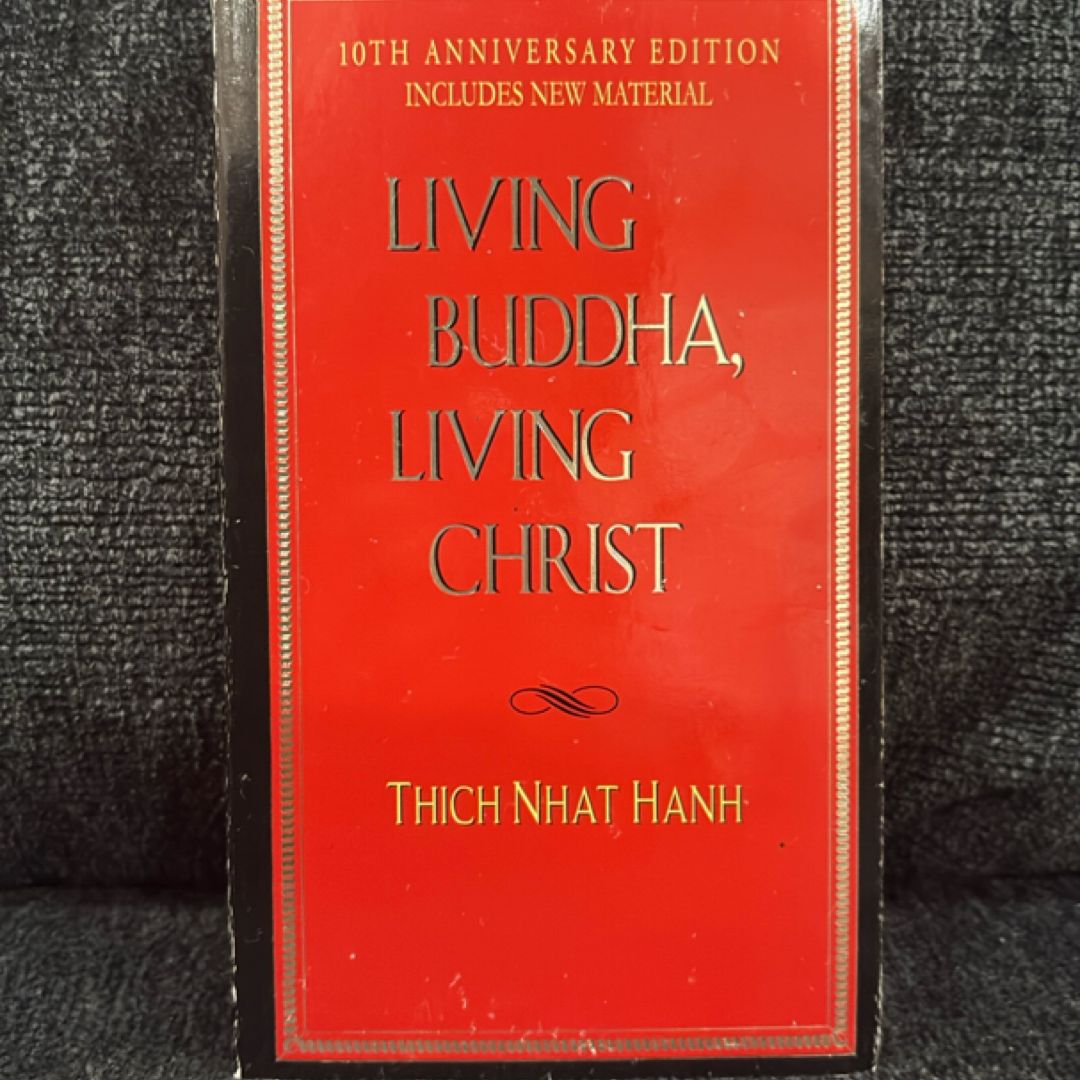 10TH ANNIVERSARY EDITION
INCLUDES NEW MATERIAL
LIVING
BUDDHA,
LIVING
CHRIST
THICH NHAT HANH